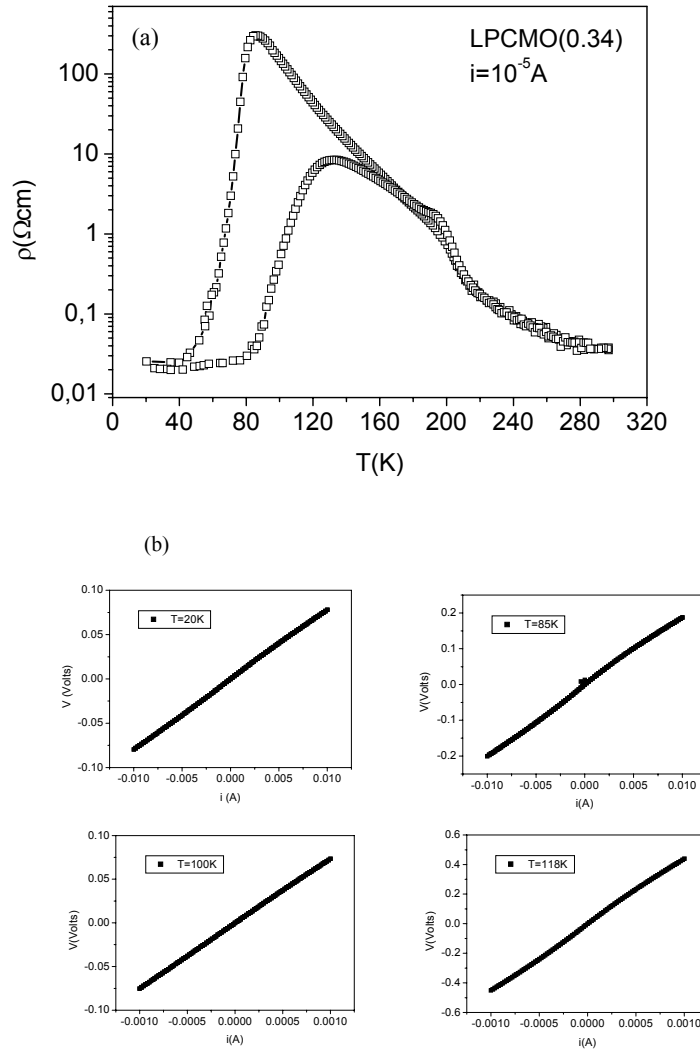 (a)
LPCMO(0.34)
i=10⁻⁵A
100
10
1
0,1
0,01
ρ(Ωcm)
0 40 80 120 160 200 240 280 320
T(K)
(b)
0.10
0.05
0.00
-0.05
-0.10
V (Volts)
T=20K
-0.010 -0.005 0.000 0.005 0.010
i (A)
0.2
0.1
0.0
-0.1
-0.2
V(Volts)
T=85K
-0.010 -0.005 0.000 0.005 0.010
i(A)
0.10
0.05
0.00
-0.05
-0.10
V(Volts)
T=100K
-0.0010 -0.0005 0.0000 0.0005 0.0010
i(A)
0.6
0.4
0.2
0.0
-0.2
-0.4
-0.6
V(Volts)
T=118K
-0.0010 -0.0005 0.0000 0.0005 0.0010
i(A)